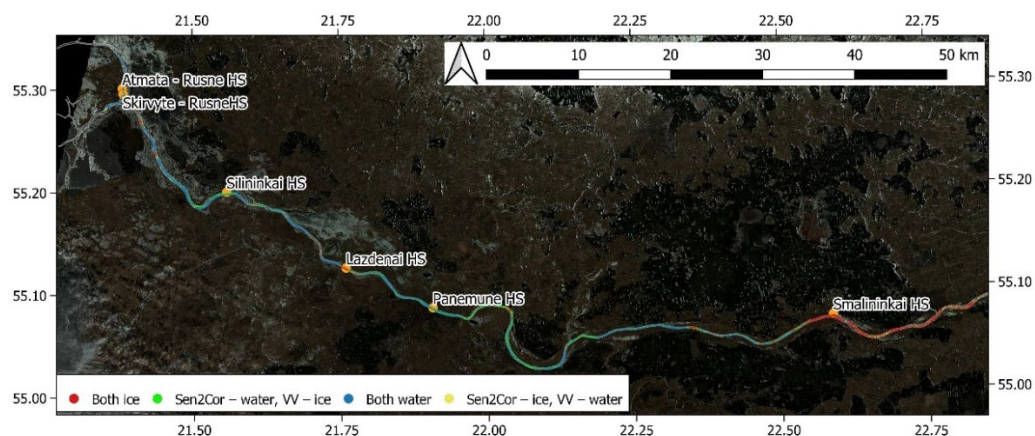 21.50 21.75 22.00 22.25 22.50 22.75
0 10 20 30 40 50 km
55.30 Atmata - Rusne HS 55.30
Skirvyte - RusneHS
55.20 Silininkai HS 55.20
Lazdenai HS
55.10 Panemune HS Smalininkai HS 55.10
55.00 Both ice Sen2Cor – water, VV – ice Both water Sen2Cor – ice, VV – water 55.00
21.50 21.75 22.00 22.25 22.50 22.75